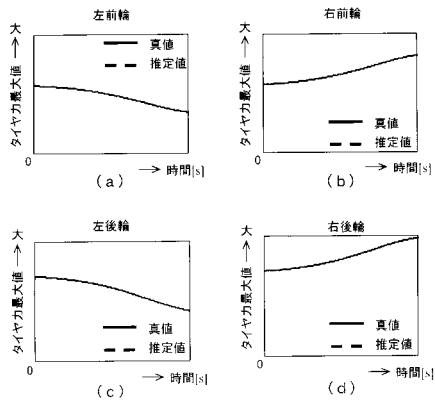 左前輪
大
タイヤ力最大値
真値
推定値
0
時間[s]
(a)
右前輪
大
タイヤ力最大値
真値
推定値
0
時間[s]
(b)
左後輪
大
タイヤ力最大値
真値
推定値
0
時間[s]
(c)
右後輪
大
タイヤ力最大値
真値
推定値
0
時間[s]
(d)